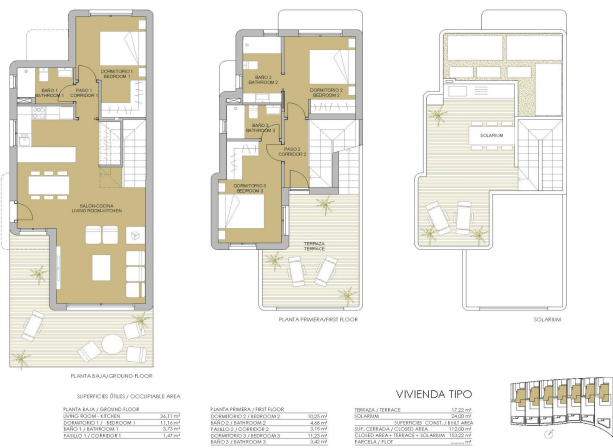 DORMITORIO 1
BEDROOM 1
BAÑO 1
BATHROOM 1
PASO 1
CORRIDOR 1
SALON-COCINA
LIVING ROOM-KITCHEN
PLANTA BAJA/GROUND FLOOR
BAÑO 2
BATHROOM 2
DORMITORIO 2
BEDROOM 2
BAÑO 3
BATHROOM 3
PASO 2
CORRIDOR 2
DORMITORIO 3
BEDROOM 3
TERRAZA
TERRACE
PLANTA PRIMERA/FIRST FLOOR
SOLARIUM
SOLARIUM
SUPERFICIES ÚTILES / OCCUPIABLE AREA
PLANTA BAJA / GROUND FLOOR
LIVING ROOM - KITCHEN 36,11 m²
DORMITORIO 1 / BEDROOM 1 11,16 m²
BAÑO 1 / BATHROOM 1 3,75 m²
PASILLO 1 / CORRIDOR 1 1,47 m²
PLANTA PRIMERA / FIRST FLOOR
DORMITORIO 2 / BEDROOM 2 10,25 m²
BAÑO 2 / BATHROOM 2 4,68 m²
PASILLO 2 / CORRIDOR 2 3,15 m²
DORMITORIO 3 / BEDROOM 3 11,23 m²
BAÑO 3 / BATHROOM 3 3,42 m²
VIVIENDA TIPO
TERRAZA / TERRACE 17,22 m²
SOLARIUM 24,00 m²
SUPERFICIES CONST. / BUILT AREA
SUP. CERRADA / CLOSED AREA 112,00 m²
CLOSED AREA + TERRACE + SOLARIUM 153,22 m²
PARCELA / PLOT